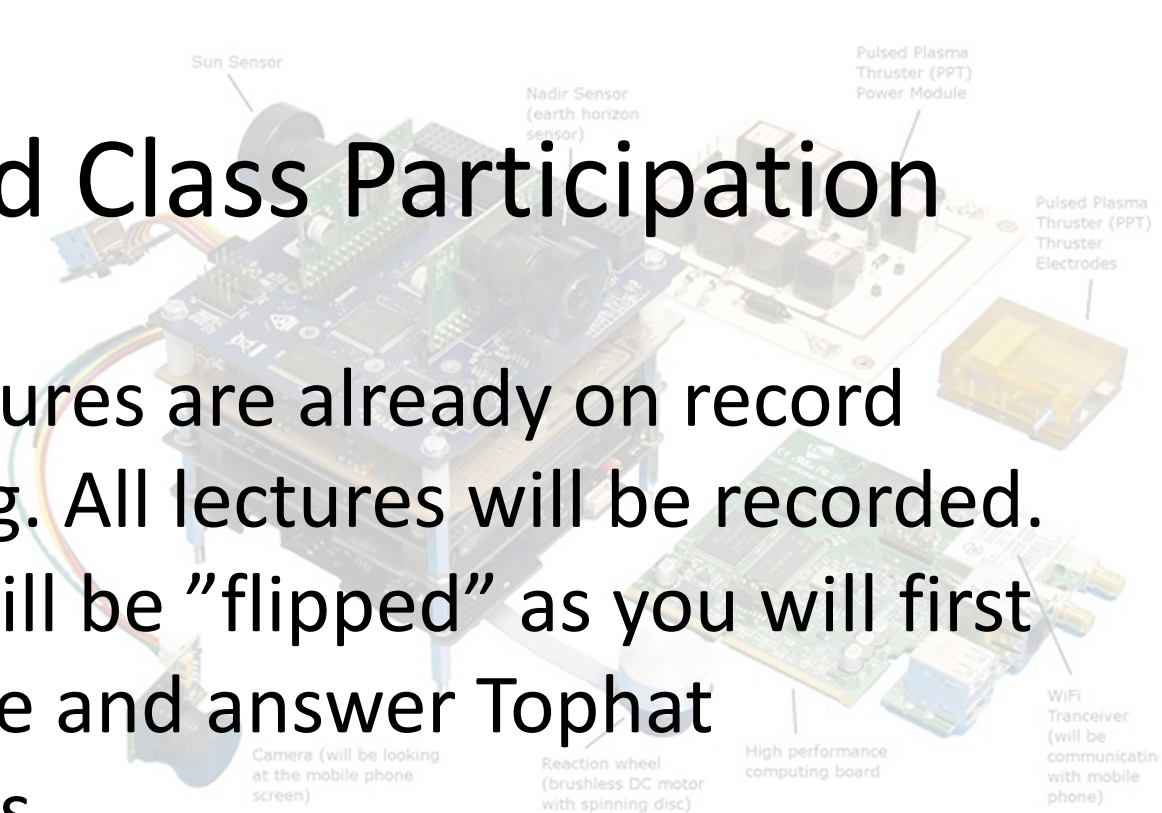 Sun Sensor
Nadir Sensor
(earth horizon
sensor)
Pulsed Plasma
Thruster (PPT)
Power Module
d Class Participation
Pulsed Plasma
Thruster (PPT)
Thruster
Electrodes
ures are already on record
g. All lectures will be recorded.
ill be ”flipped” as you will first
e and answer Tophat
s
Camera (will be looking
at the mobile phone
screen)
Reaction wheel
(brushless DC motor
with spinning disc)
High performance
computing board
WiFi
Tranceiver
(will be
communicatin
with mobile
phone)